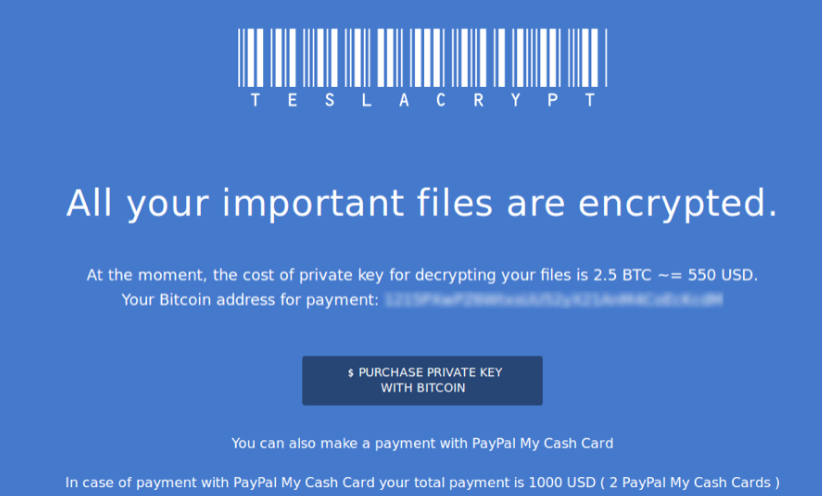 TESLACRYPT
All your important files are encrypted.
At the moment, the cost of private key for decrypting your files is 2.5 BTC ~= 550 USD.
Your Bitcoin address for payment:
$ PURCHASE PRIVATE KEY
WITH BITCOIN
You can also make a payment with PayPal My Cash Card
In case of payment with PayPal My Cash Card your total payment is 1000 USD ( 2 PayPal My Cash Cards )